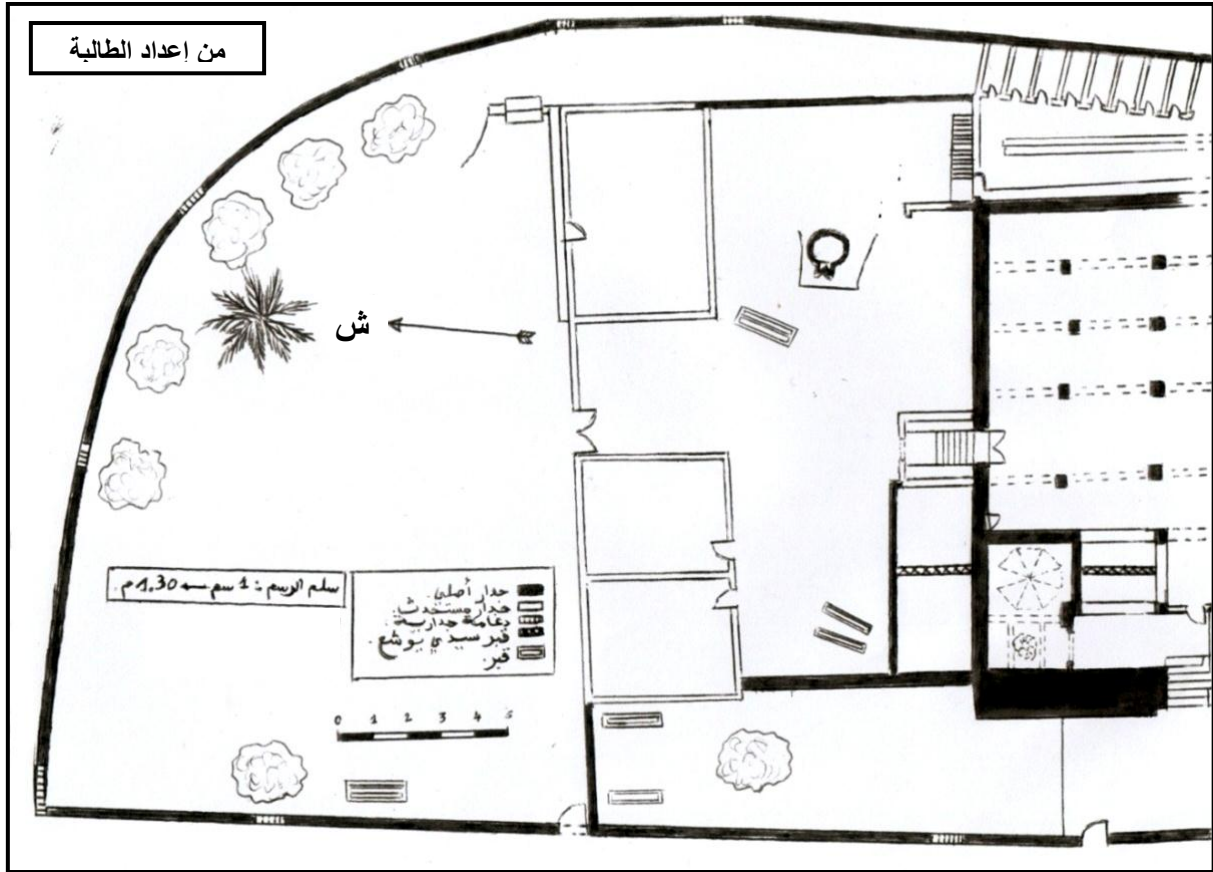 من إعداد الطالبة
ش
سلم الرسم : 1 سم ← 1.30 م.
جدار أصلي.
جدار مستحدث.
دعامة جدارية.
قبر سيدي يوشع.
قبر.
0 1 2 3 4 5